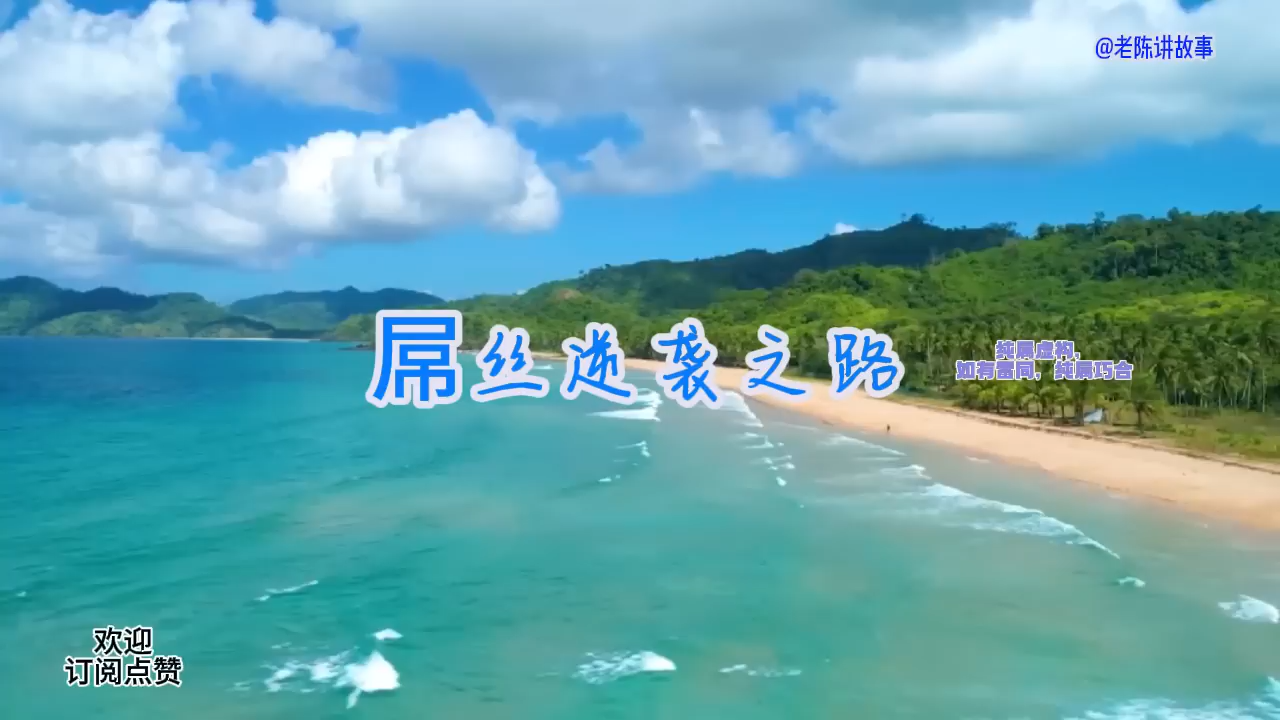 @老陈讲故事
屌丝逆袭之路
纯属虚构，
如有雷同，纯属巧合
欢迎
订阅点赞